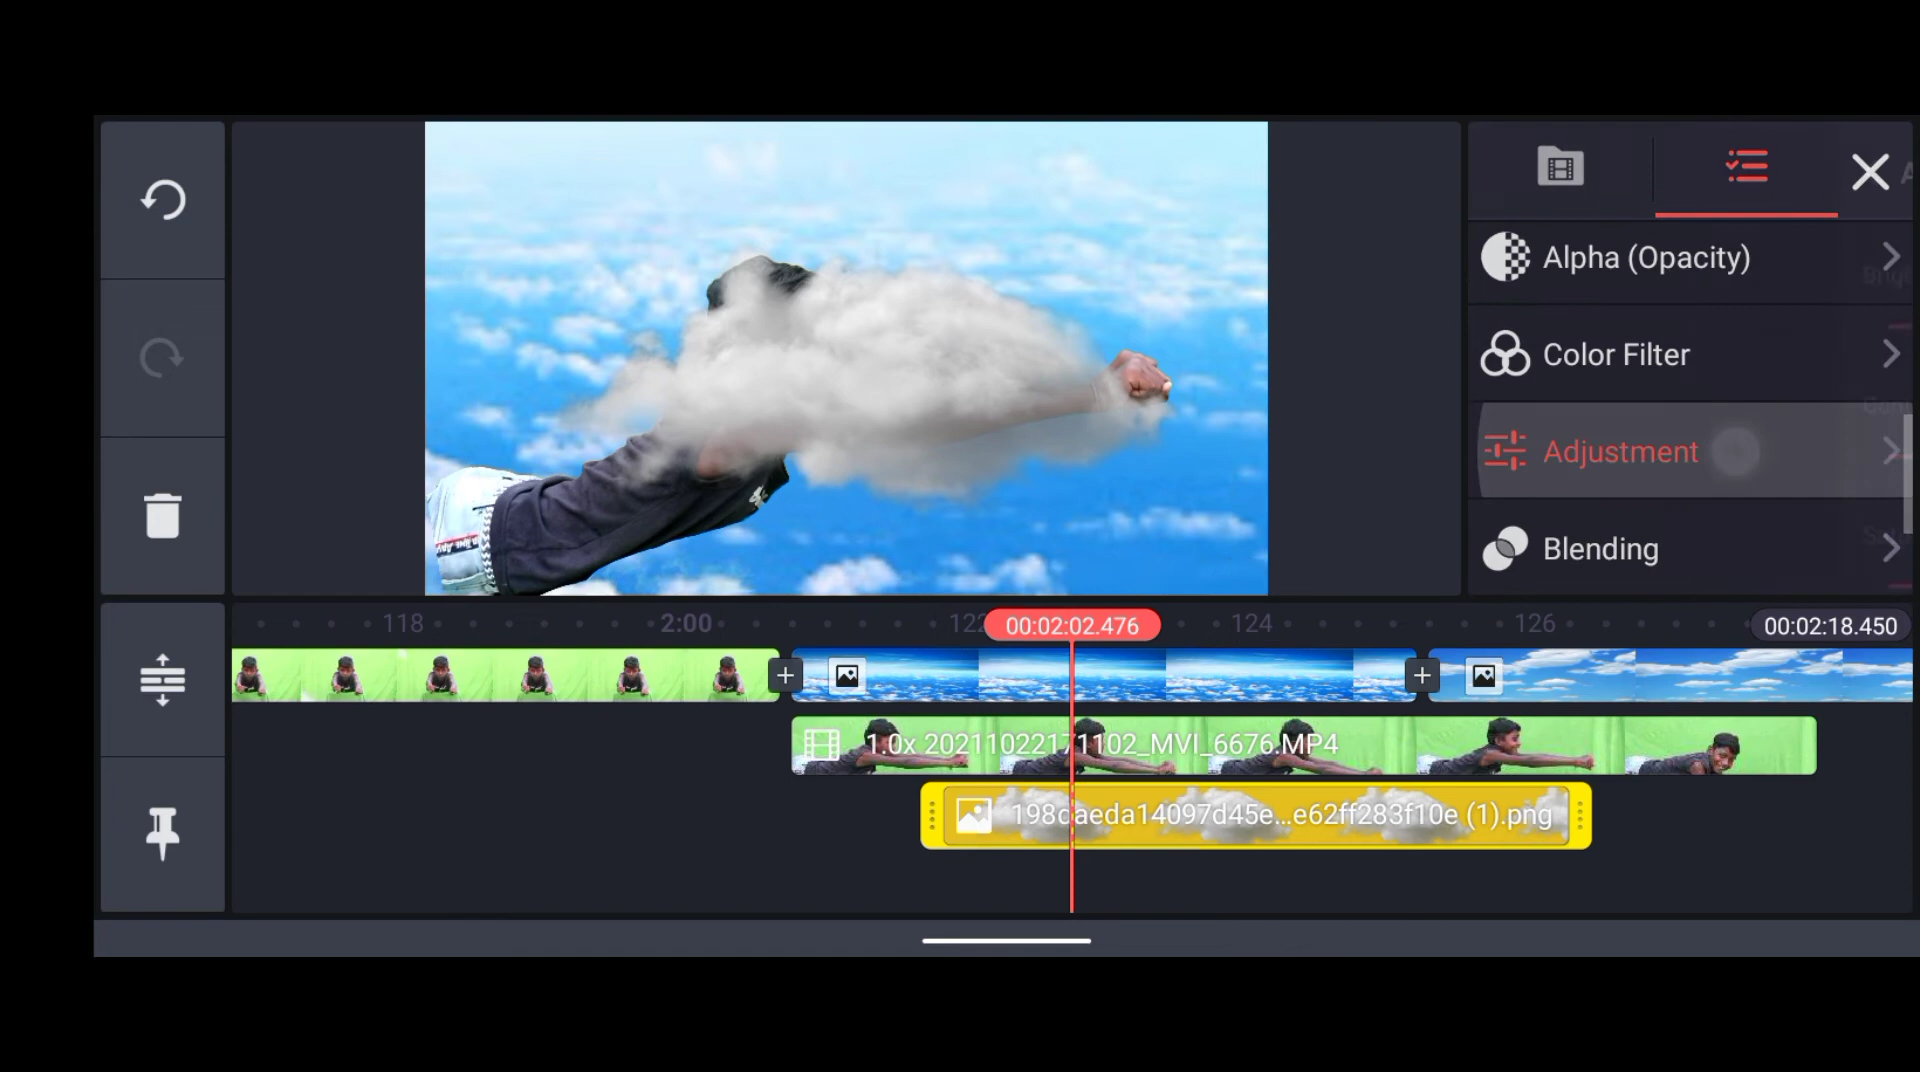 Alpha (Opacity)
Color Filter
Adjustment
Blending
118
2:00
122
00:02:02.476
124
126
00:02:18.450
1.0x 20211022171102_MVI_6676.MP4
198caeda14097d45e...e62ff283f10e (1).png